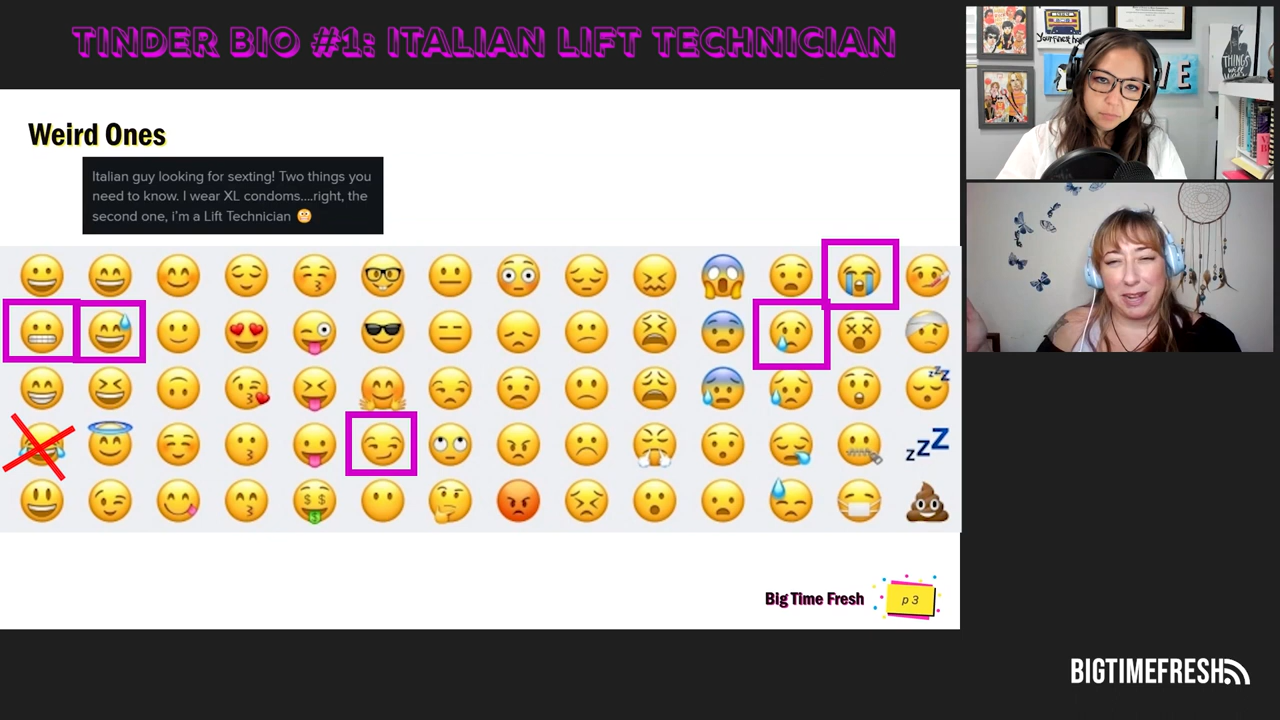 TINDER BIO #1: ITALIAN LIFT TECHNICIAN
Weird Ones
Italian guy looking for sexting! Two things you
need to know. I wear XL condoms....right, the
second one, i'm a Lift Technician 😳
Big Time Fresh
p 3
THINGS
BIGTIMEFRESH